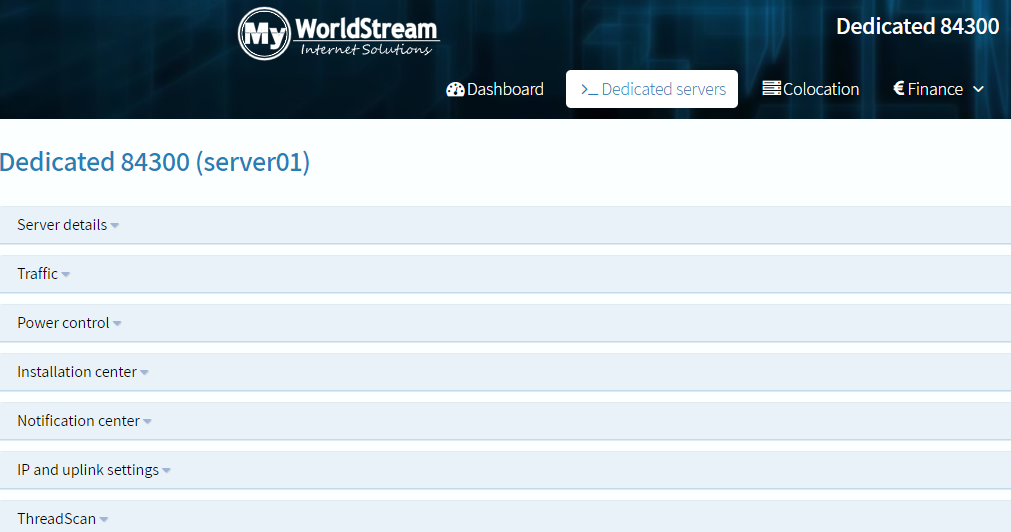 My WorldStream
Internet Solutions
Dedicated 84300
Dashboard >_ Dedicated servers Colocation € Finance
Dedicated 84300 (server01)
Server details
Traffic
Power control
Installation center
Notification center
IP and uplink settings
ThreadScan